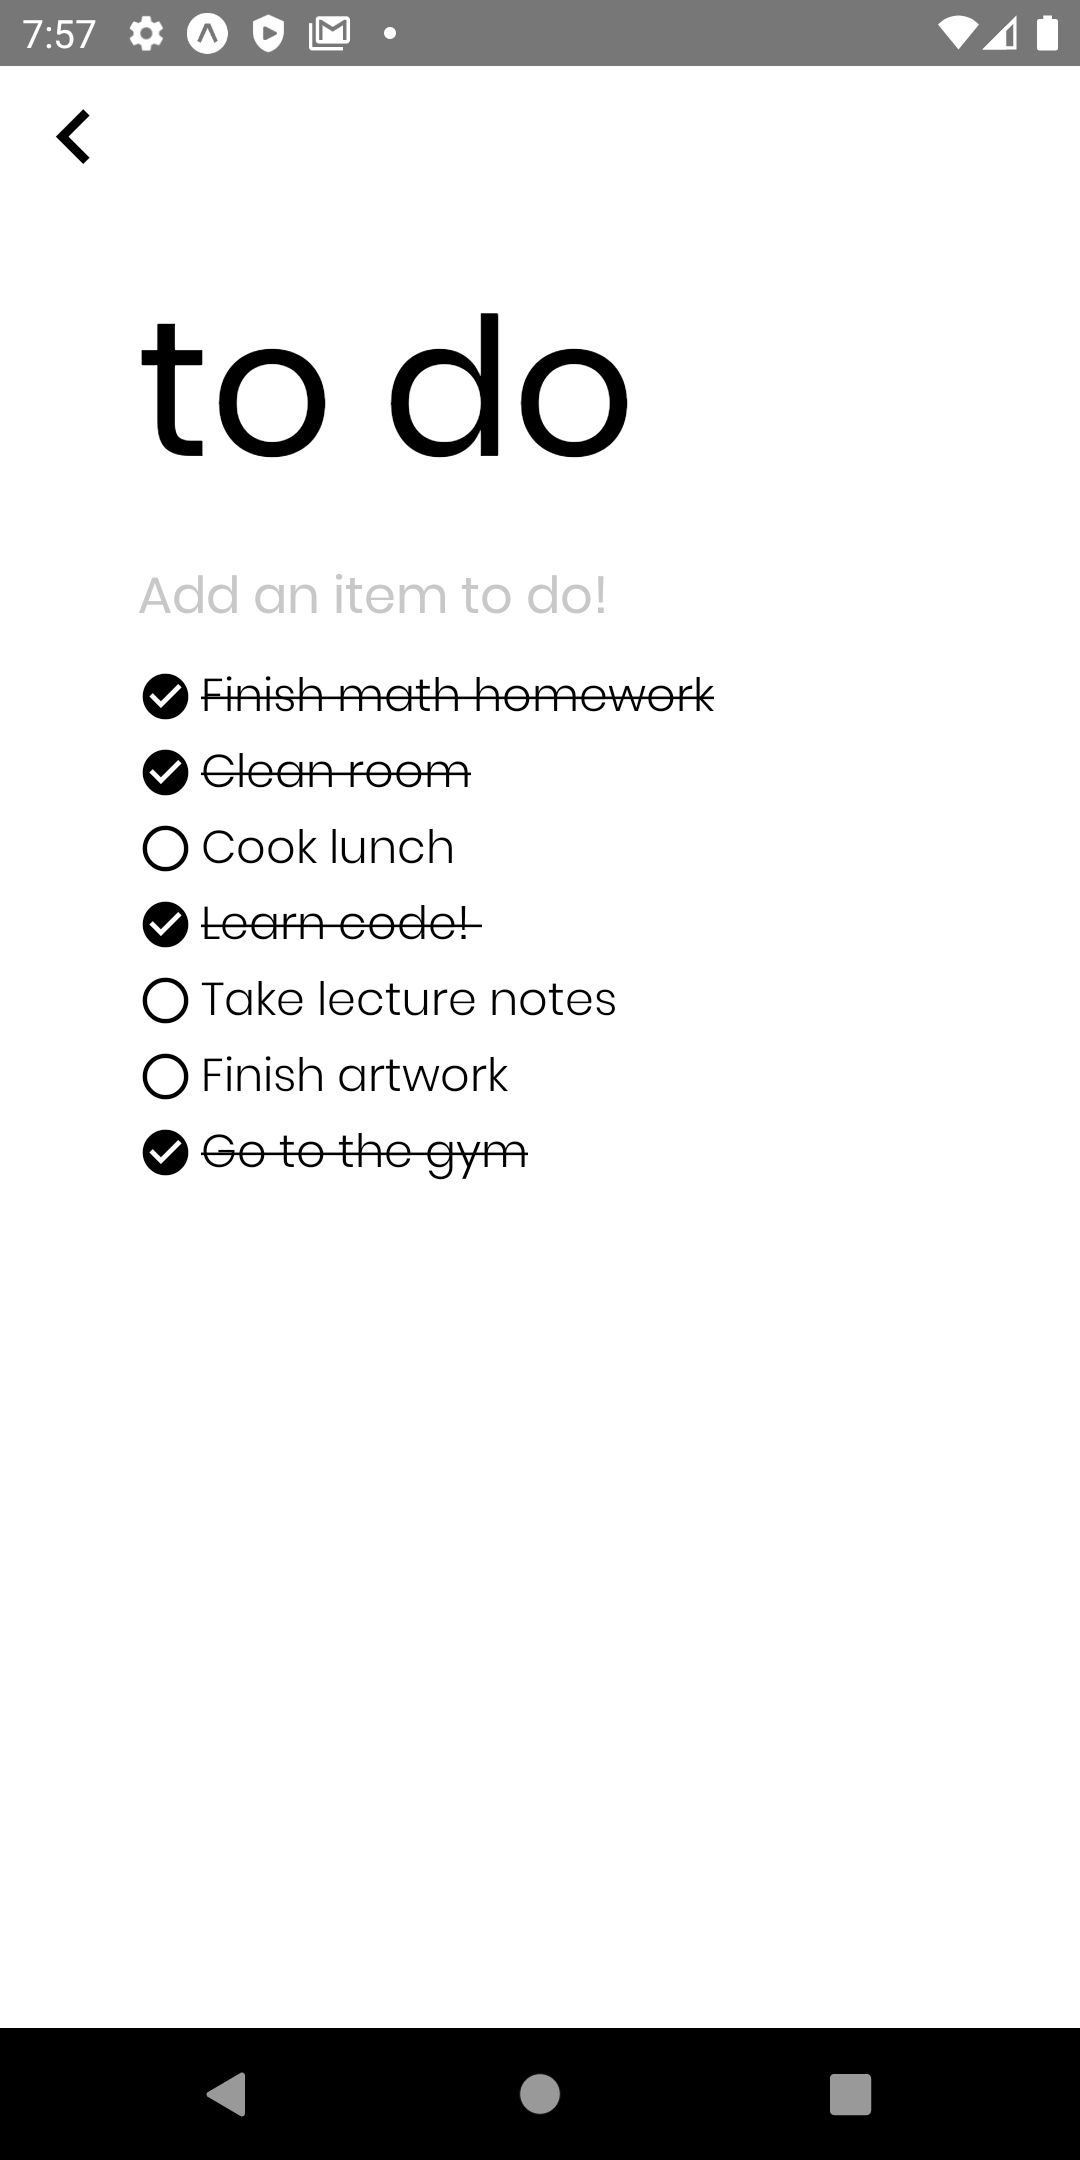 7:57
to do
Add an item to do!
Finish math homework
Clean room
Cook lunch
Learn code!
Take lecture notes
Finish artwork
Go to the gym